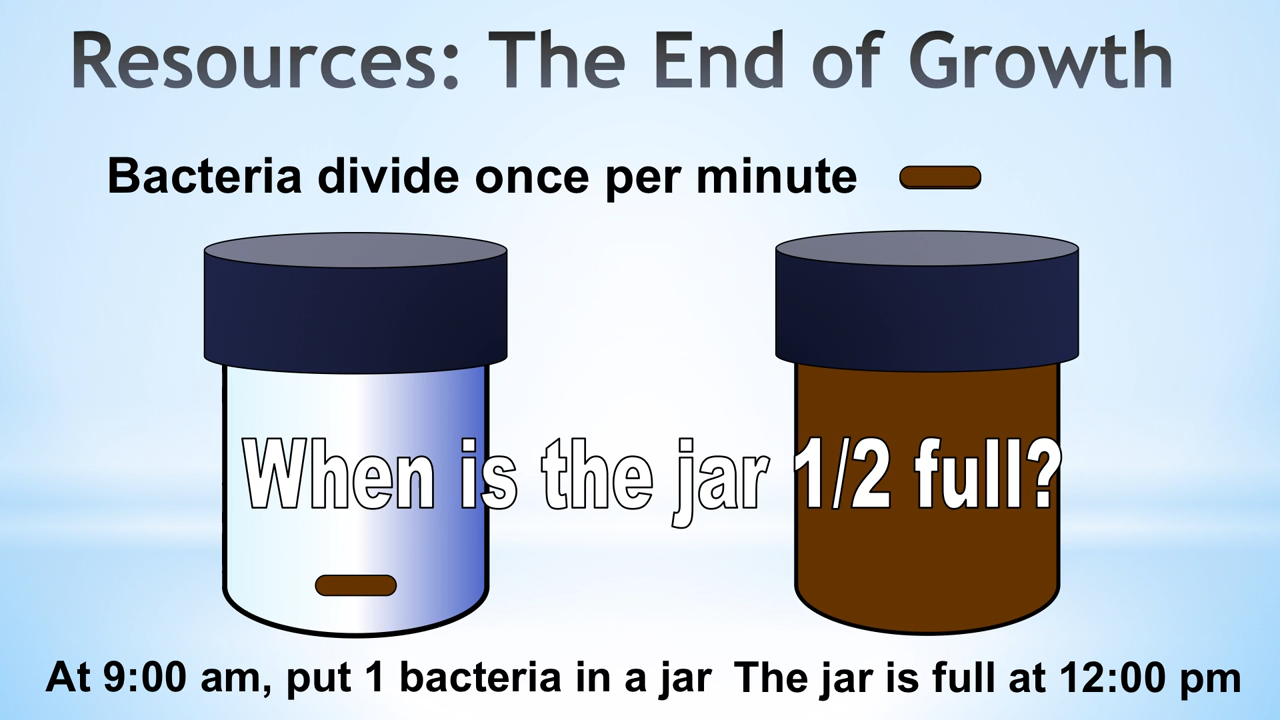 Resources: The End of Growth
Bacteria divide once per minute
When is the jar 1/2 full?
At 9:00 am, put 1 bacteria in a jar
The jar is full at 12:00 pm